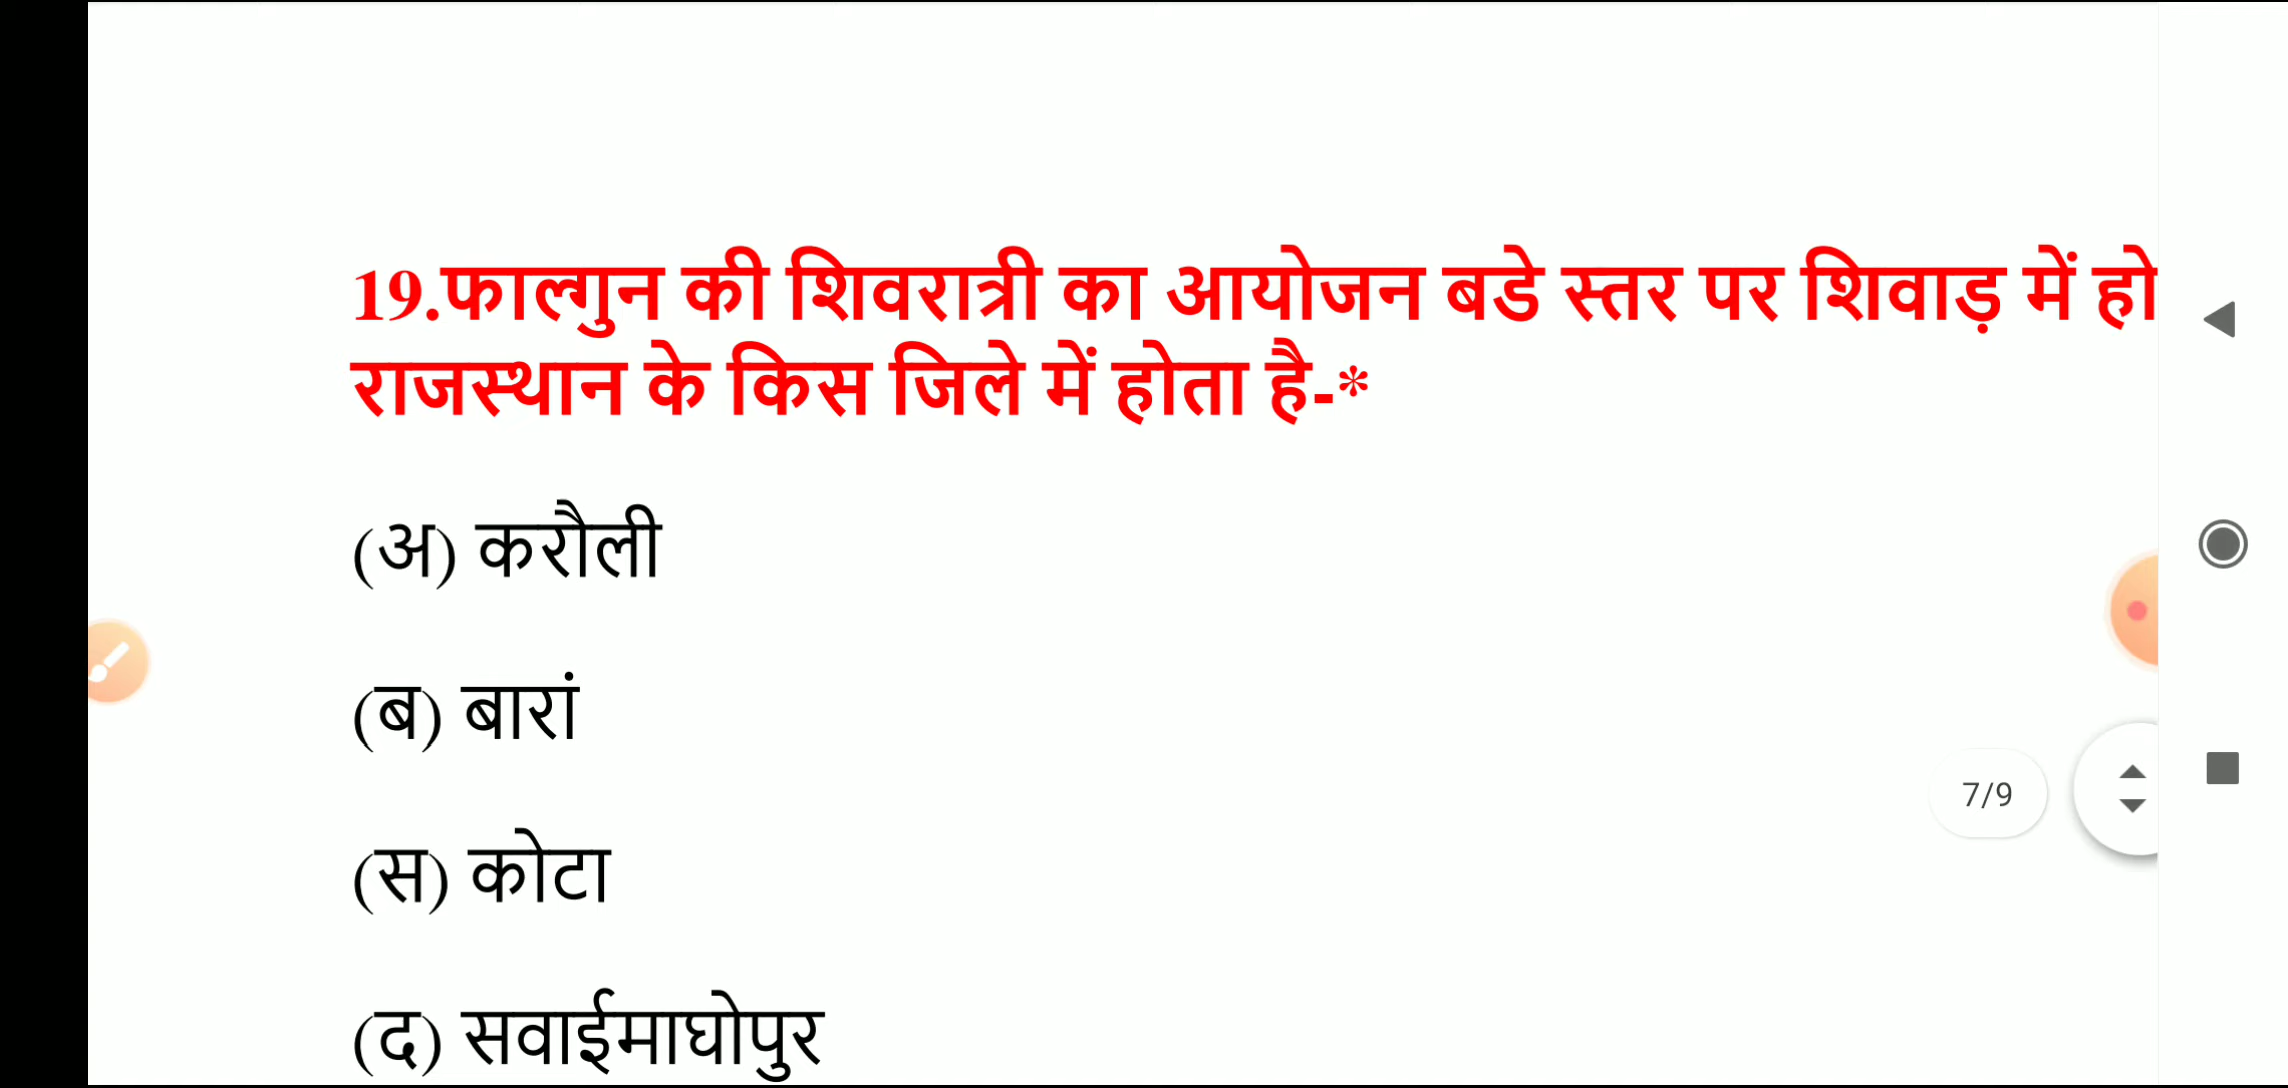 19.फाल्गुन की शिवरात्री का आयोजन बडे स्तर पर शिवाड़ में हो
राजस्थान के किस जिले में होता है-*
(अ) करौली
(ब) बारां
(स) कोटा
7/9
(द) सवाईमाघोपुर